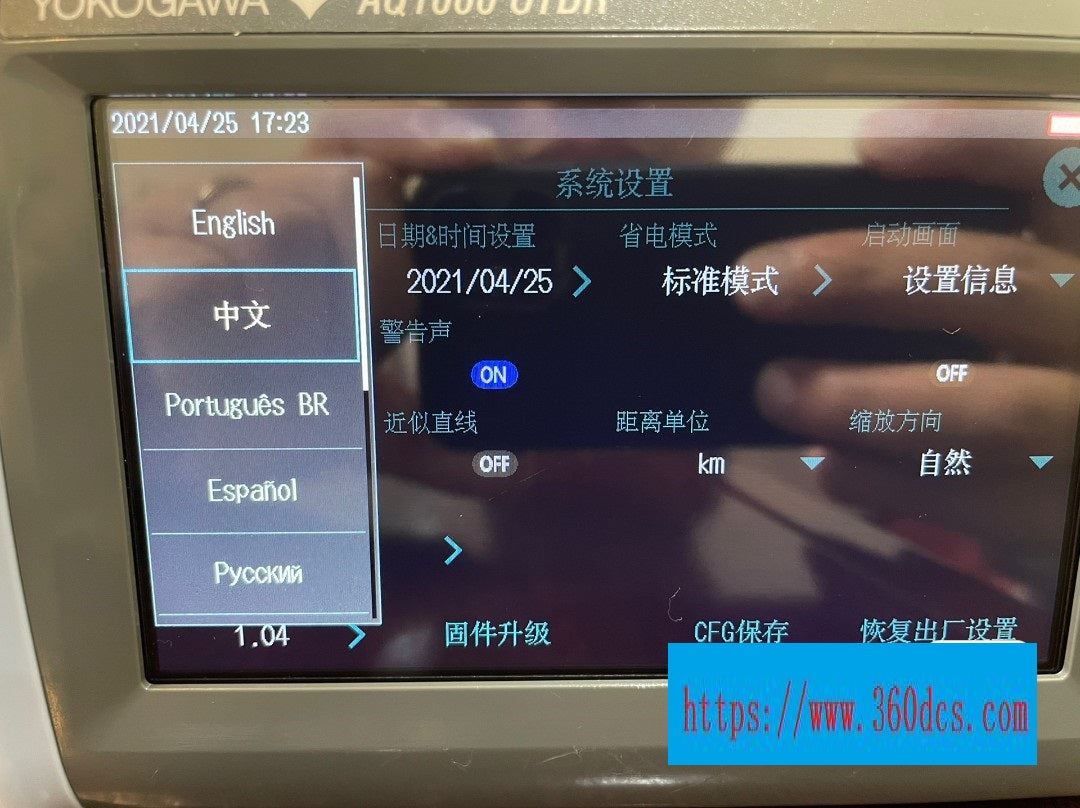 YOKOGAWA AQ1000 OTDR
2021/04/25 17:23
系统设置
English
中文
Português BR
Español
Русский
日期&时间设置 省电模式 启动画面
2021/04/25 标准模式 设置信息
警告声
ON OFF
近似直线 距离单位 缩放方向
OFF km 自然
1.04 固件升级 CFG保存 恢复出厂设置
https://www.360dcs.com